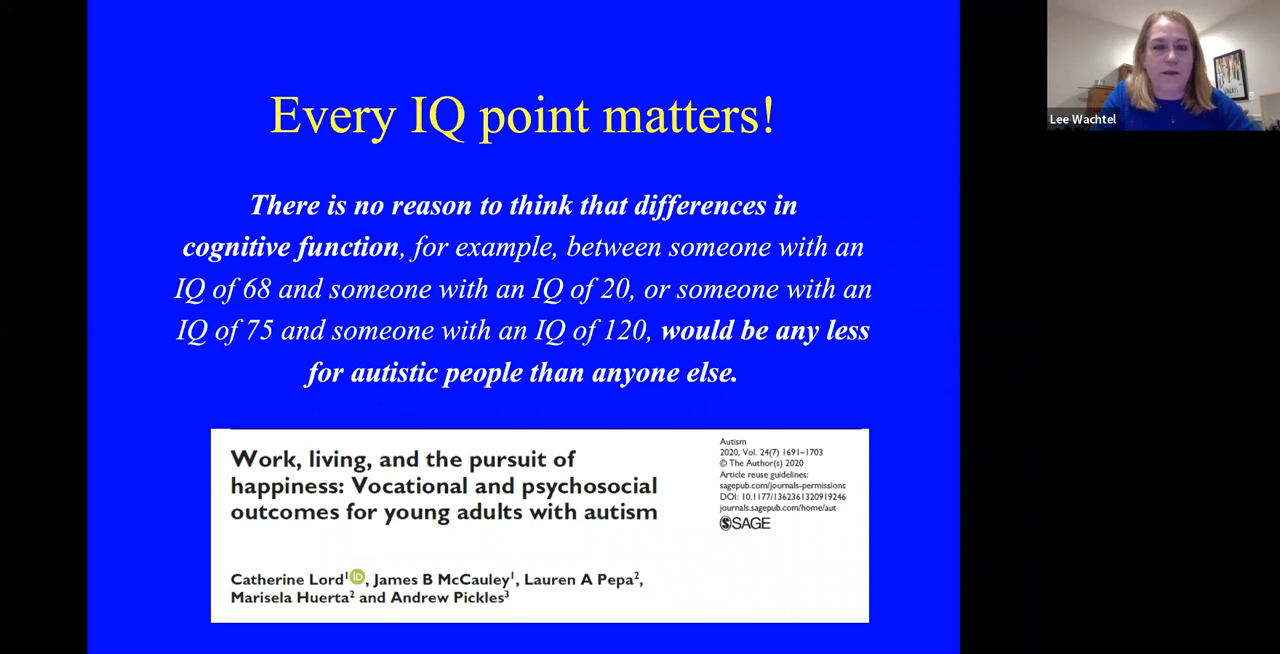 Every IQ point matters!
There is no reason to think that differences in
cognitive function, for example, between someone with an
IQ of 68 and someone with an IQ of 20, or someone with an
IQ of 75 and someone with an IQ of 120, would be any less
for autistic people than anyone else.
Work, living, and the pursuit of
happiness: Vocational and psychosocial
outcomes for young adults with autism
Autism
2020, Vol. 24(7) 1691–1703
© The Author(s) 2020
Article reuse guidelines:
sagepub.com/journals-permissions
DOI: 10.1177/1362361320919246
journals.sagepub.com/home/aut
SAGE
Catherine Lord1 iD, James B McCauley1, Lauren A Pepa2,
Marisela Huerta2 and Andrew Pickles3
Lee Wachtel